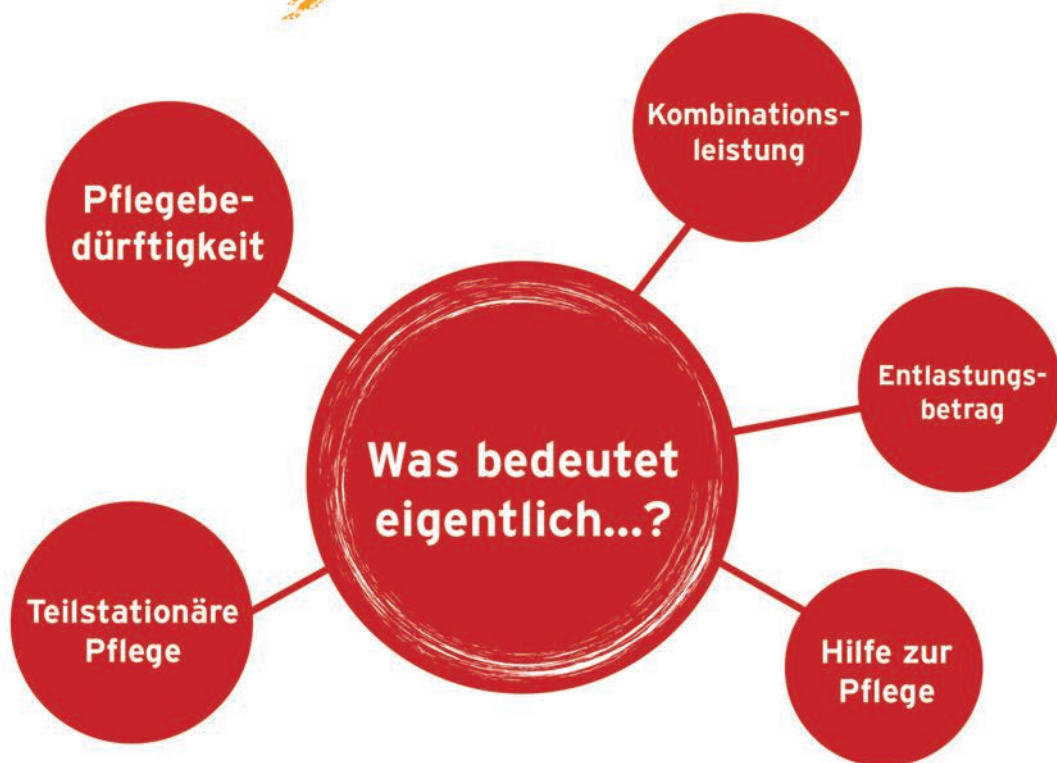 Kombinations-
leistung
Pflegebe-
dürftigkeit
Entlastungs-
betrag
Was bedeutet
eigentlich...?
Teilstationäre
Pflege
Hilfe zur
Pflege